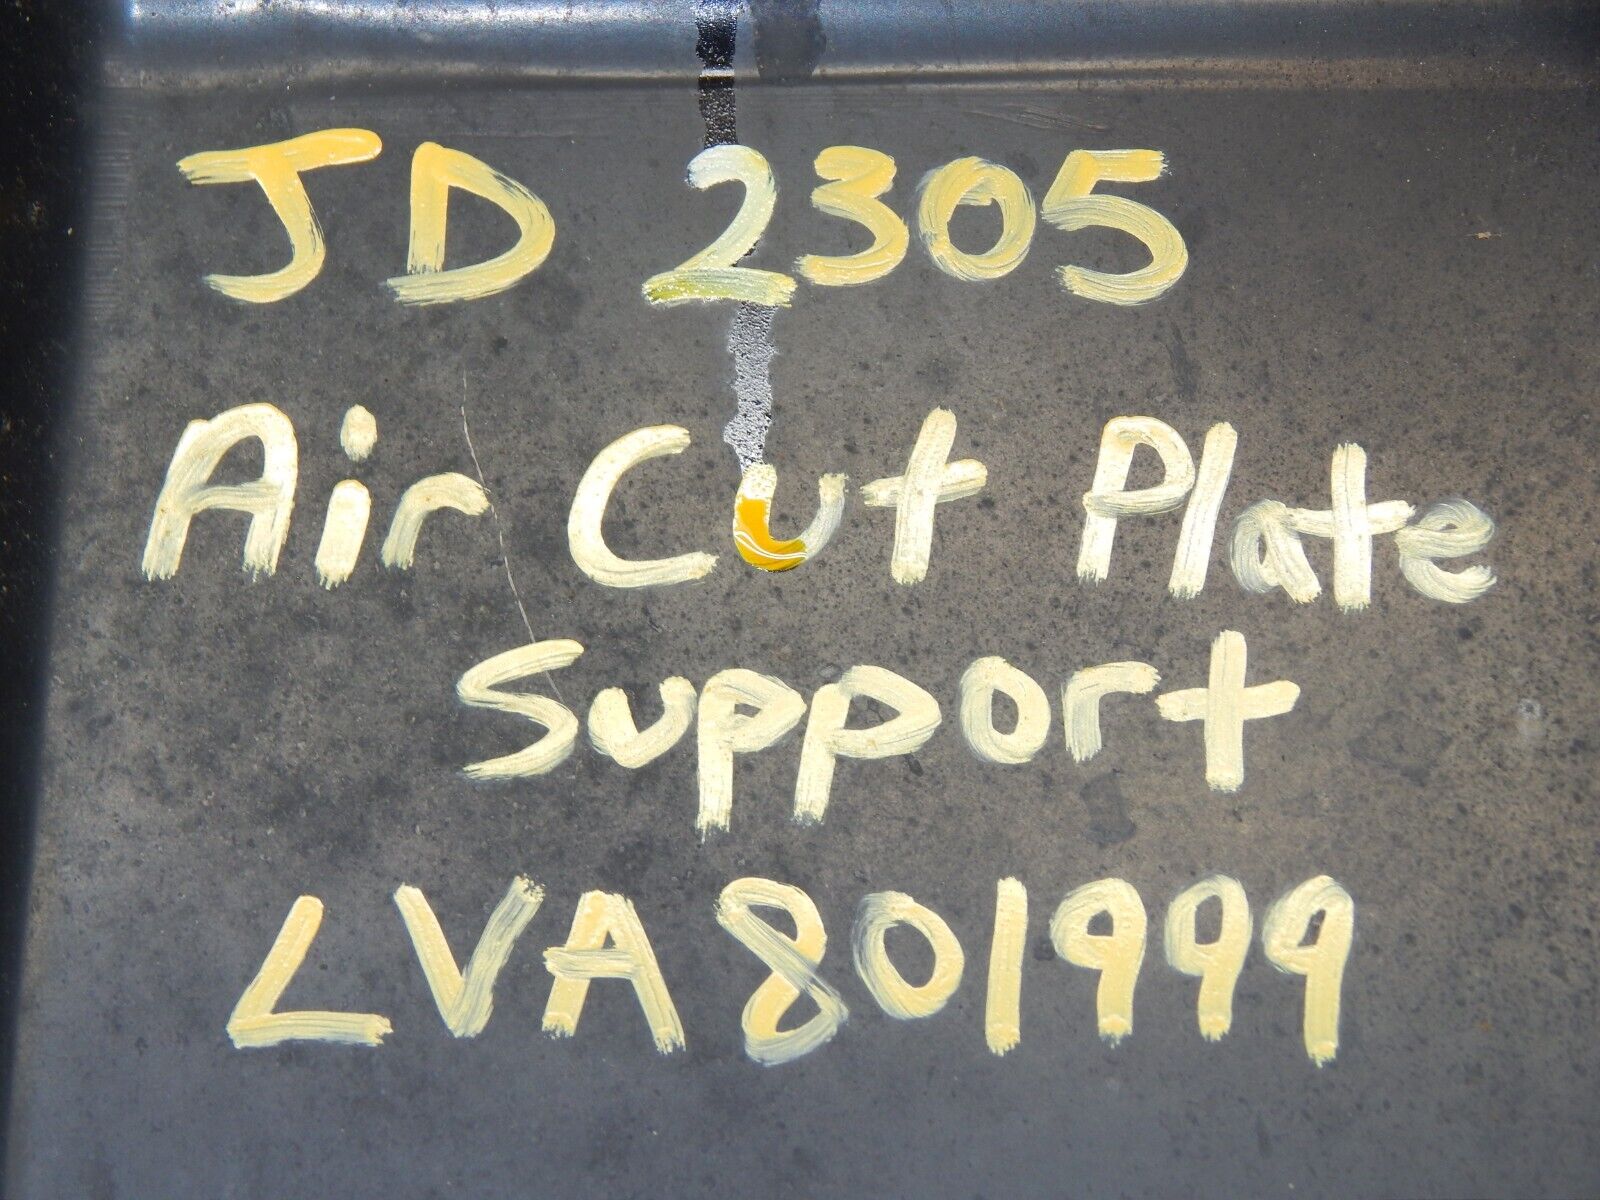 JD 2305
Air Cut Plate
Support
LVA801999